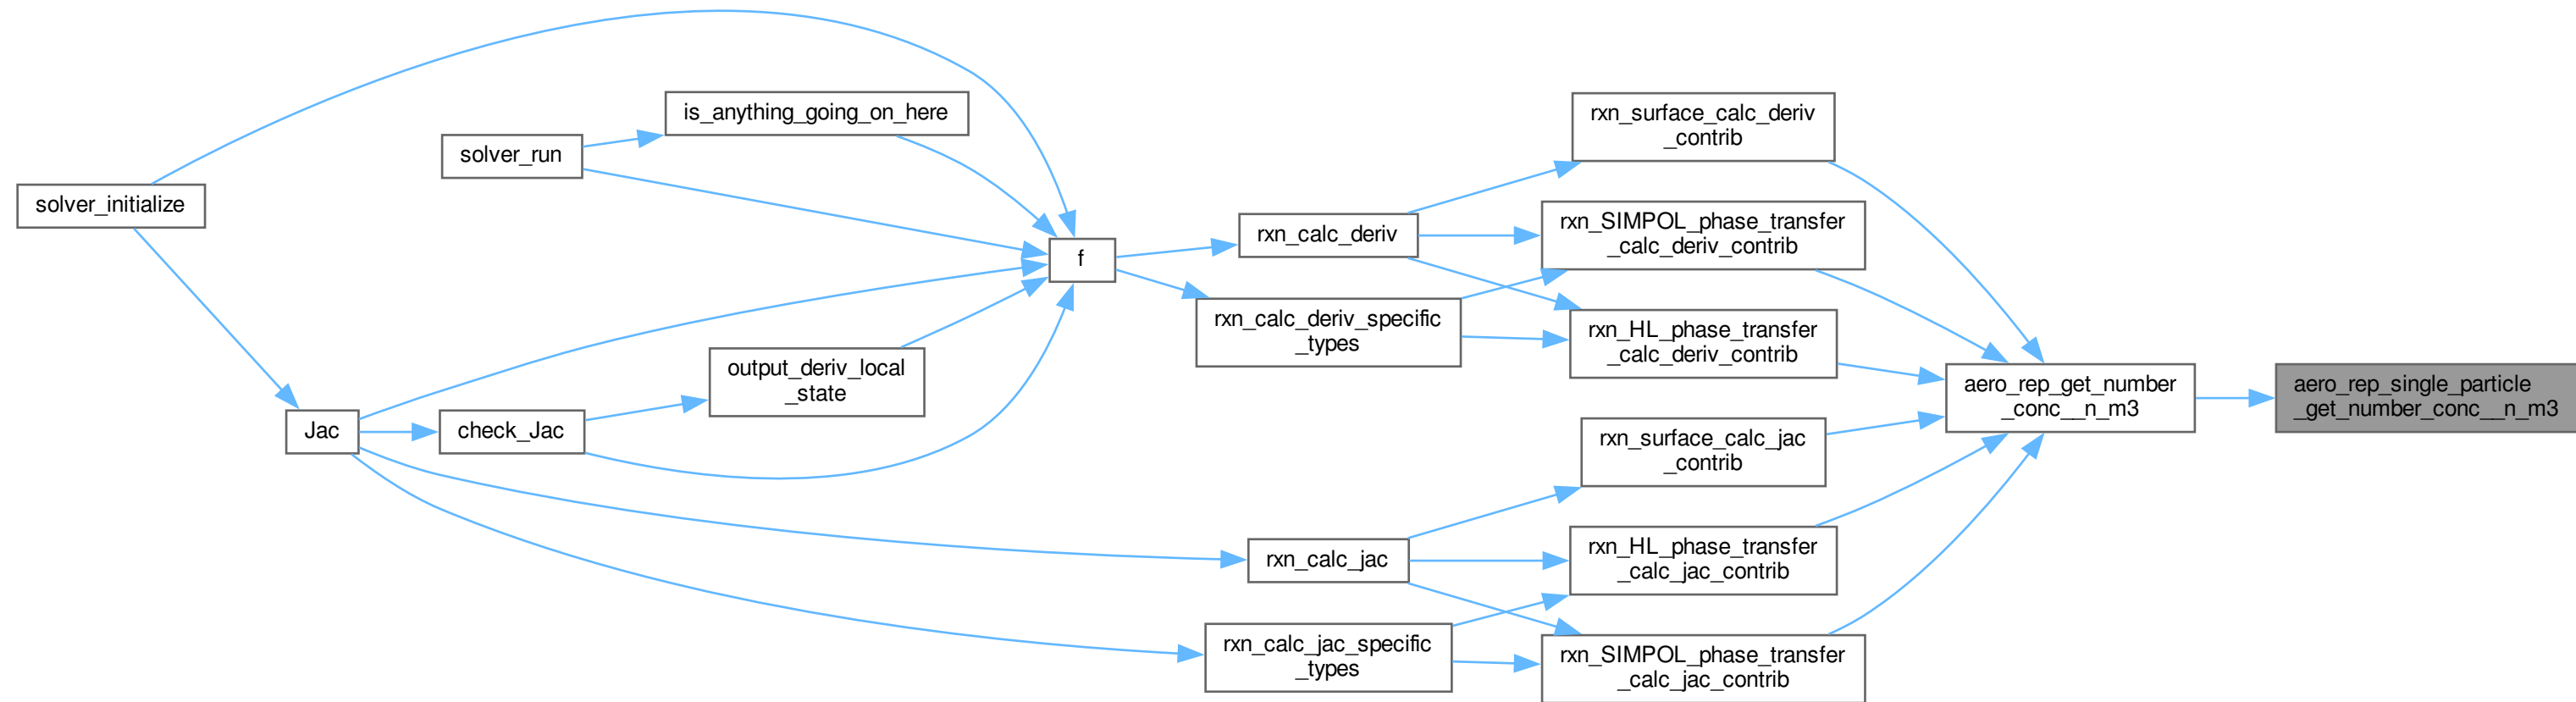 solver_initialize
solver_run
is_anything_going_on_here
Jac
check_Jac
output_deriv_local
_state
f
rxn_calc_deriv
rxn_calc_deriv_specific
_types
rxn_calc_jac
rxn_calc_jac_specific
_types
rxn_surface_calc_deriv
_contrib
rxn_SIMPOL_phase_transfer
_calc_deriv_contrib
rxn_HL_phase_transfer
_calc_deriv_contrib
rxn_surface_calc_jac
_contrib
rxn_HL_phase_transfer
_calc_jac_contrib
rxn_SIMPOL_phase_transfer
_calc_jac_contrib
aero_rep_get_number
_conc__n_m3
aero_rep_single_particle
_get_number_conc__n_m3